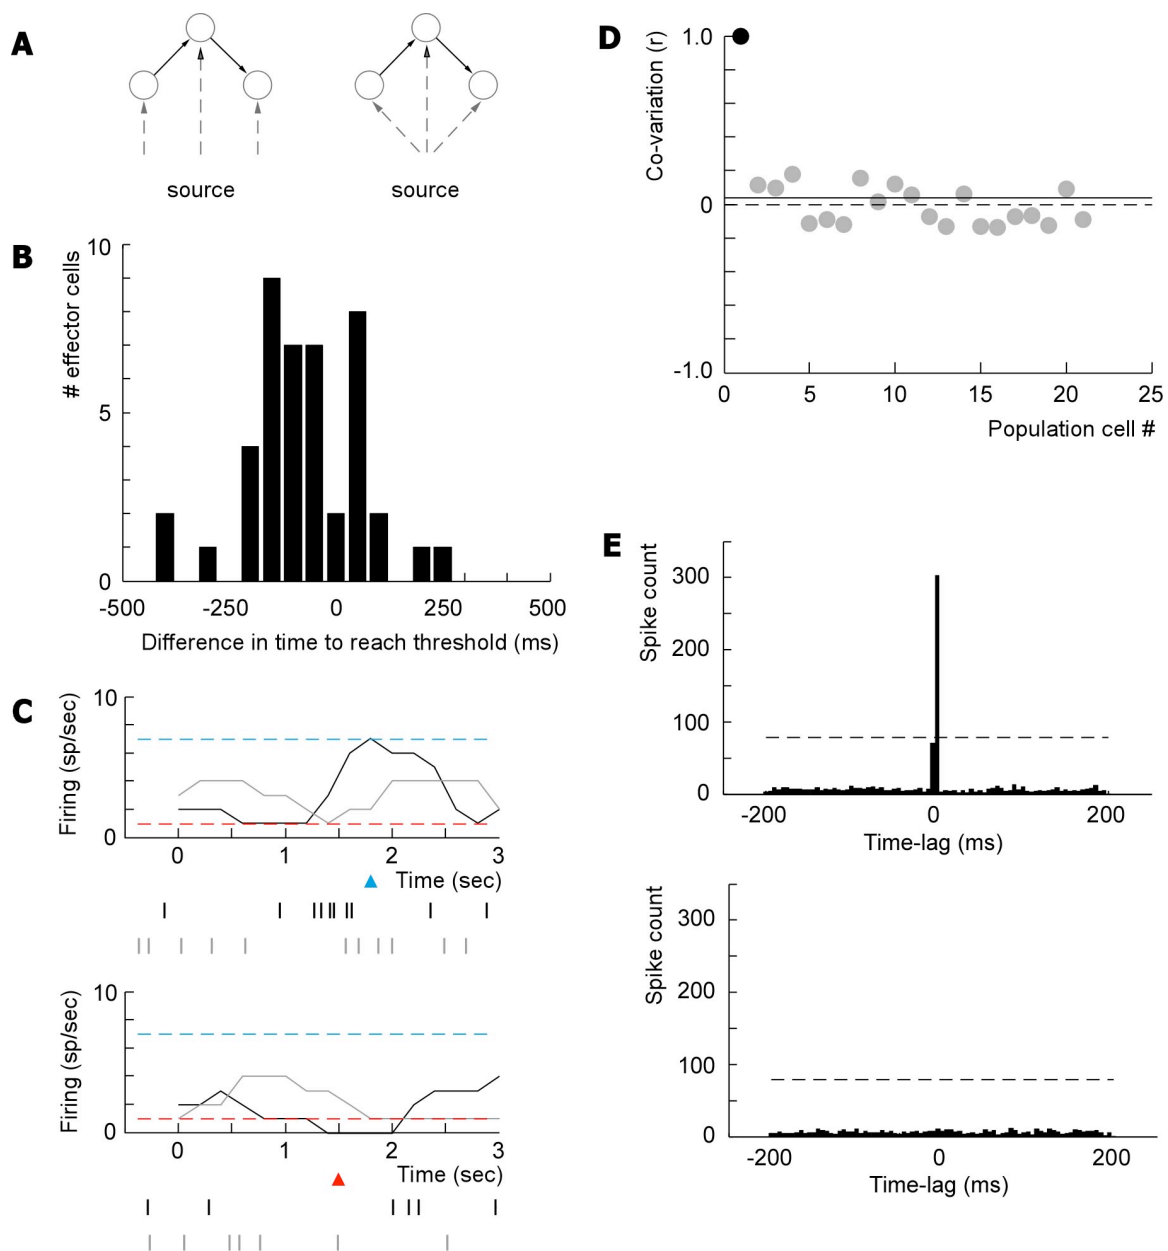 A
source
source
B
# effector cells
10
5
0
-500 -250 0 250 500
Difference in time to reach threshold (ms)
C
Firing (sp/sec)
10
0
0 1 2 3
Time (sec)
Firing (sp/sec)
10
0
0 1 2 3
Time (sec)
D
Co-variation (r)
1.0
0
-1.0
0 5 10 15 20 25
Population cell #
E
Spike count
300
200
100
0
-200 0 200
Time-lag (ms)
Spike count
300
200
100
0
-200 0 200
Time-lag (ms)